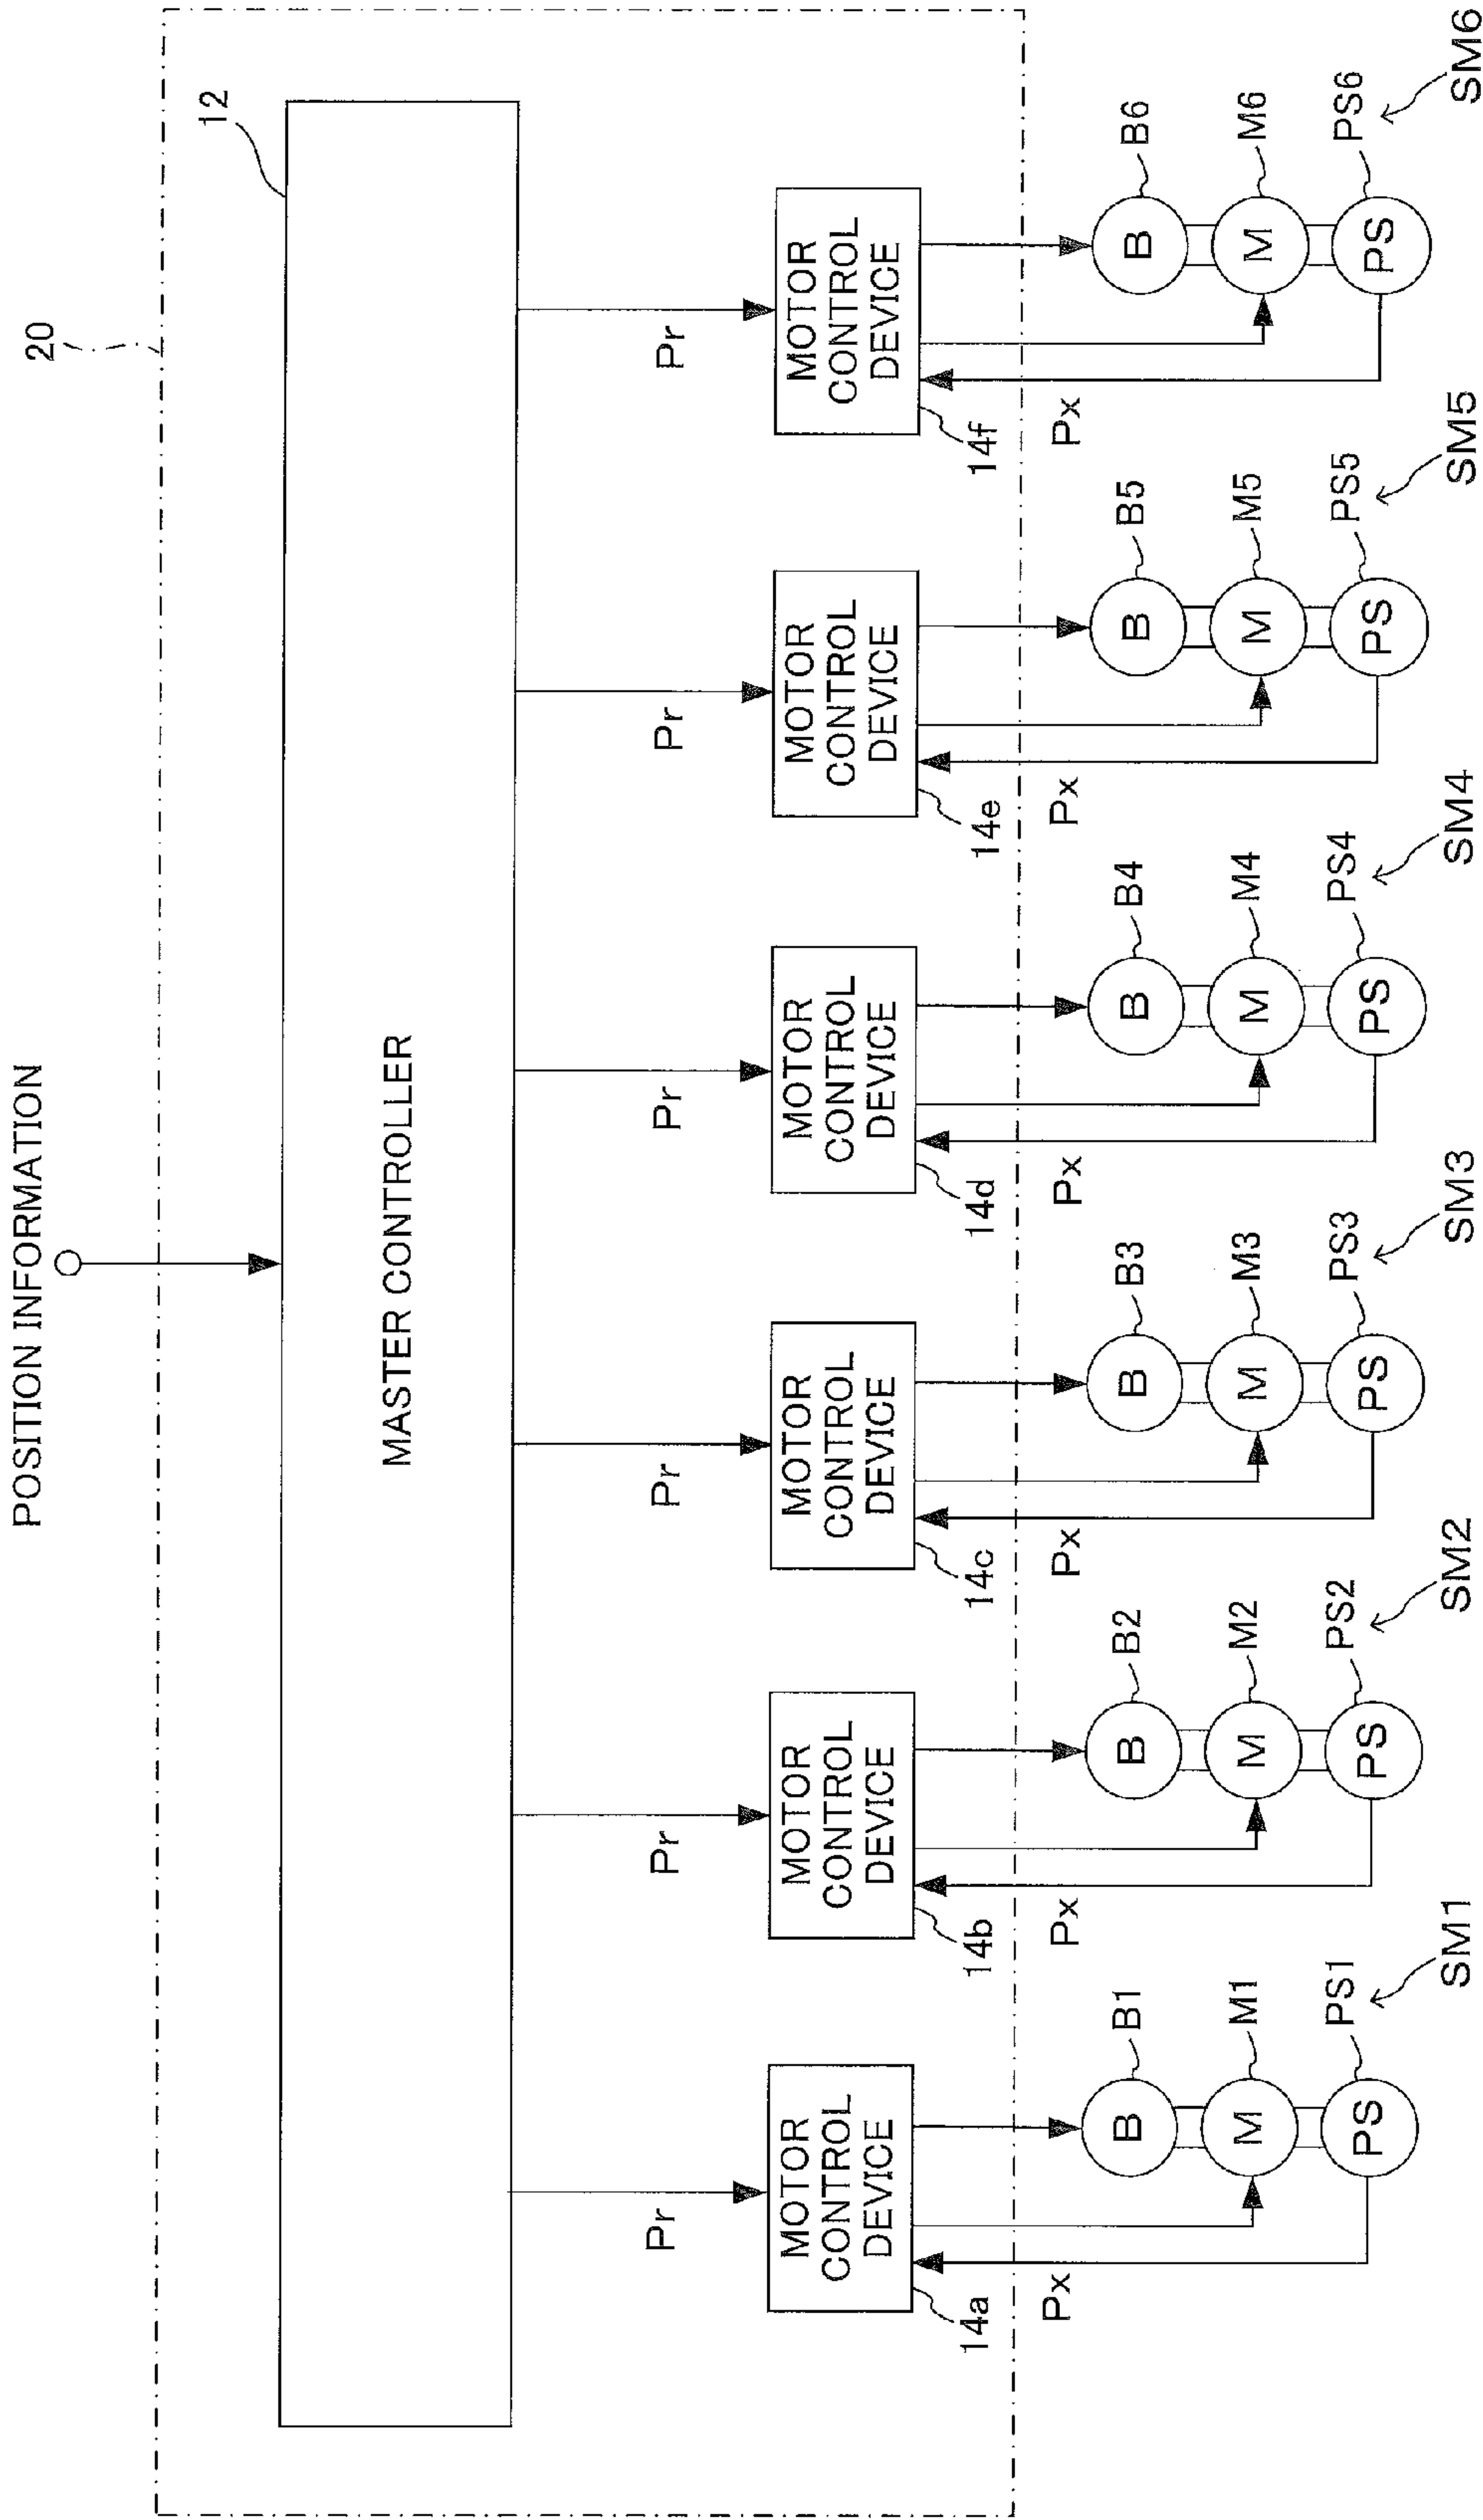 POSITION INFORMATION
20
12
MASTER CONTROLLER
Pr
Pr
Pr
Pr
Pr
Pr
MOTOR
CONTROL
DEVICE
MOTOR
CONTROL
DEVICE
MOTOR
CONTROL
DEVICE
MOTOR
CONTROL
DEVICE
MOTOR
CONTROL
DEVICE
MOTOR
CONTROL
DEVICE
14a
14b
14c
14d
14e
14f
Px
Px
Px
Px
Px
Px
B
B1
B
B2
B
B3
B
B4
B
B5
B
B6
M
M1
M
M2
M
M3
M
M4
M
M5
M
M6
PS
PS1
PS
PS2
PS
PS3
PS
PS4
PS
PS5
PS
PS6
SM1
SM2
SM3
SM4
SM5
SM6